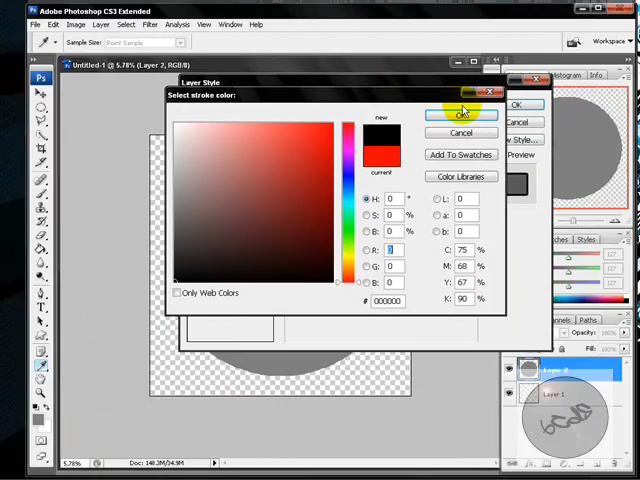 Adobe Photoshop CS3 Extended
File Edit Image Layer Select Filter Analysis View Window Help
Sample Size: Point Sample
Workspace
Untitled-1 @ 5.78% (Layer 2, RGB/8)
Histogram Info
Layer Style
Select stroke color:
new
current
OK
Cancel
Add To Swatches
Color Libraries
OK
Cancel
Style...
Preview
H: 0 °
S: 0 %
B: 0 %
R: 0
G: 0
B: 0
# 000000
L: 0
a: 0
b: 0
C: 75 %
M: 68 %
Y: 67 %
K: 90 %
Only Web Colors
Styles
127
127
127
Paths
Opacity:
Fill:
Layer 2
Layer 1
5.78%
Doc: 148.3M/34.9M